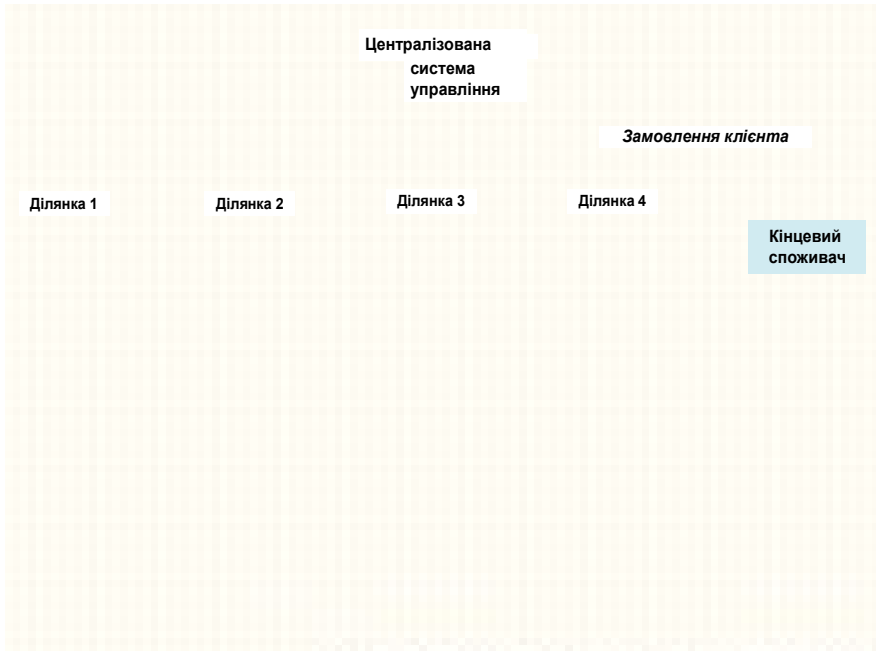 Централізована
система
управління
Замовлення клієнта
Ділянка 1
Ділянка 2
Ділянка 3
Ділянка 4
Кінцевий
споживач